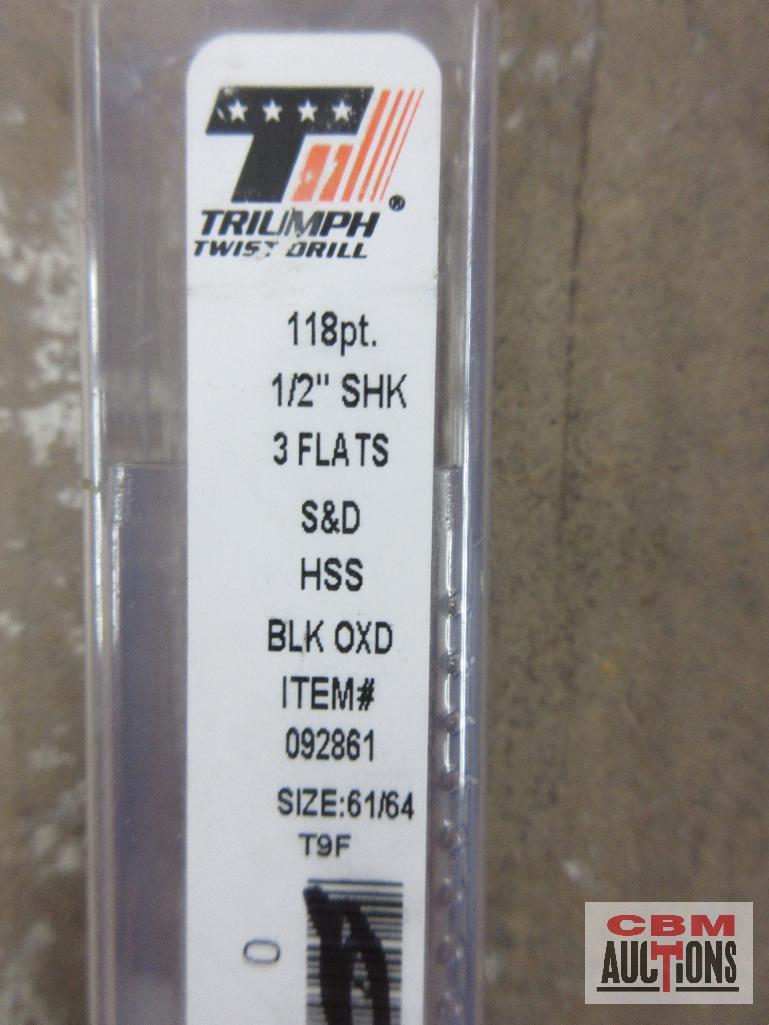 TRIUMPH ®
TWIST DRILL
118pt.
1/2" SHK
3 FLATS
S&D
HSS
BLK OXD
ITEM#
092861
SIZE:61/64
T9F
0
CBM
AUCTIONS